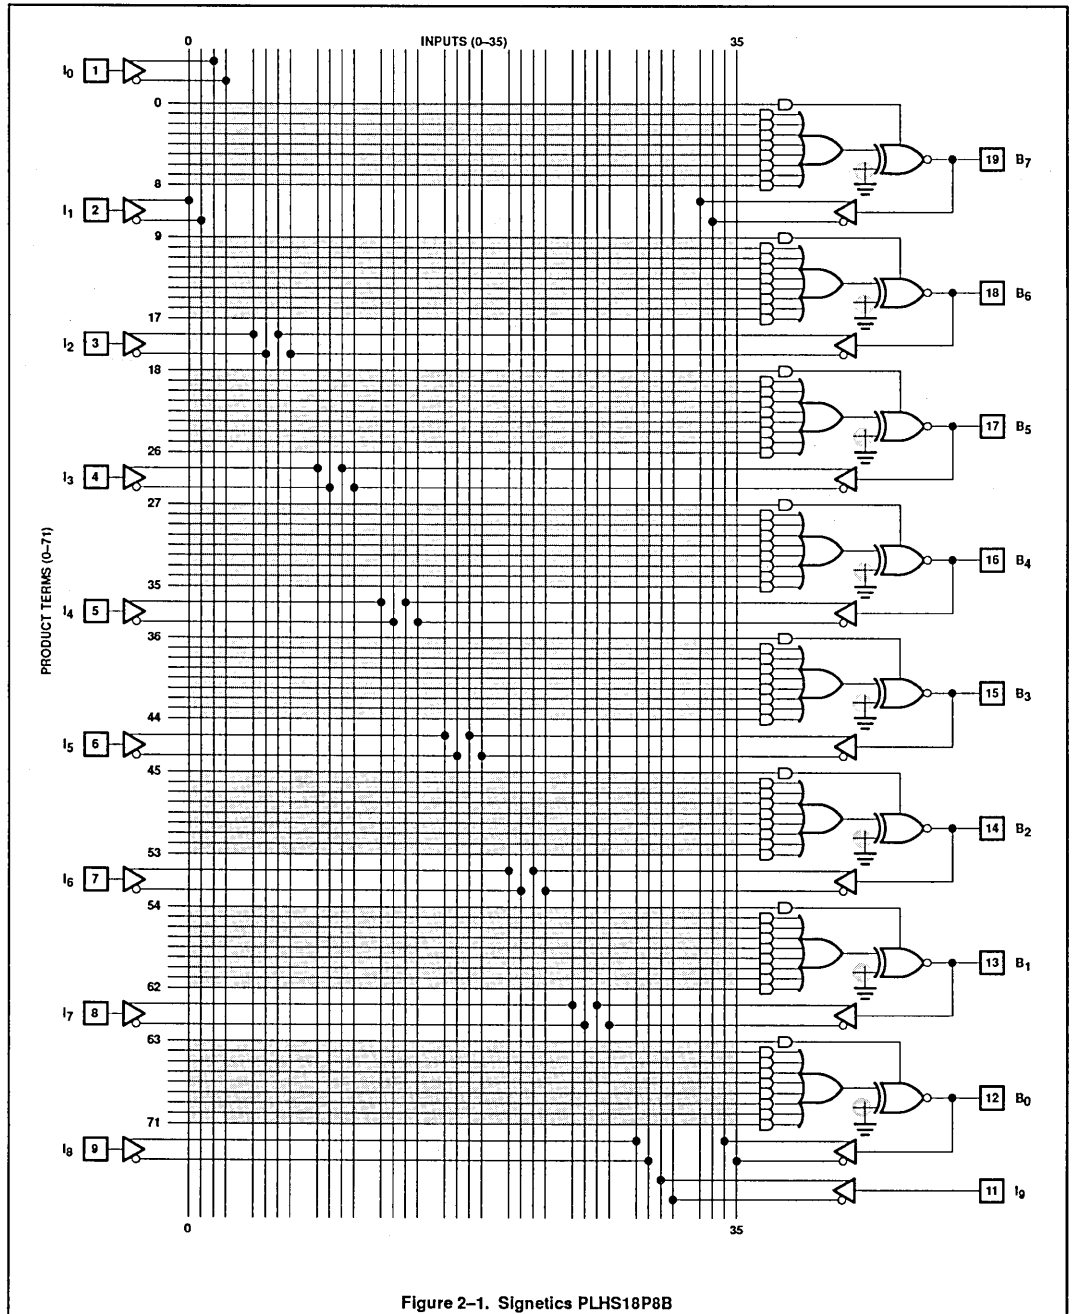 0 INPUTS (0–35) 35
I0 1
0
19 B7
8
I1 2
9
18 B6
17
I2 3
18
17 B5
26
I3 4
27
PRODUCT TERMS (0–71)
16 B4
35
I4 5
36
15 B3
44
I5 6
45
14 B2
53
I6 7
54
13 B1
62
I7 8
63
12 B0
71
I8 9
11 I9
0 35
Figure 2–1. Signetics PLHS18P8B